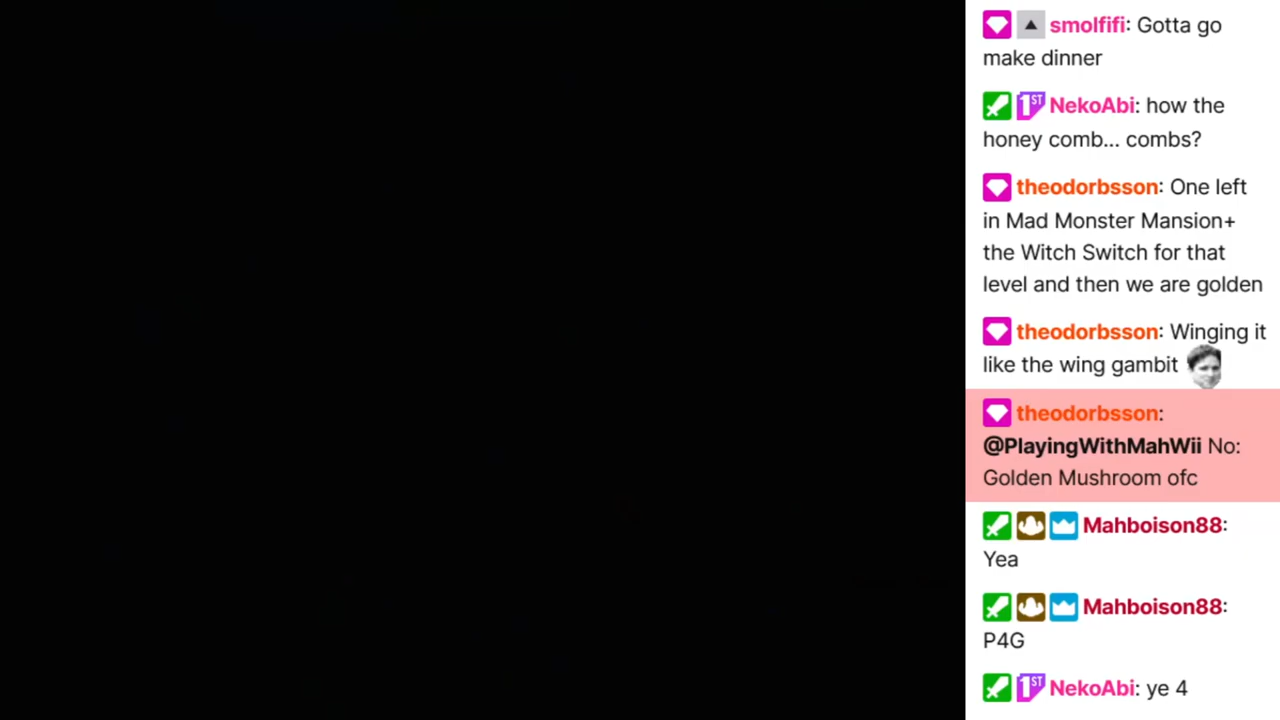 smolfifi: Gotta go
make dinner
1ST NekoAbi: how the
honey comb... combs?
theodorbsson: One left
in Mad Monster Mansion+
the Witch Switch for that
level and then we are golden
theodorbsson: Winging it
like the wing gambit
theodorbsson:
@PlayingWithMahWii No:
Golden Mushroom ofc
Mahboison88:
Yea
Mahboison88:
P4G
1ST NekoAbi: ye 4